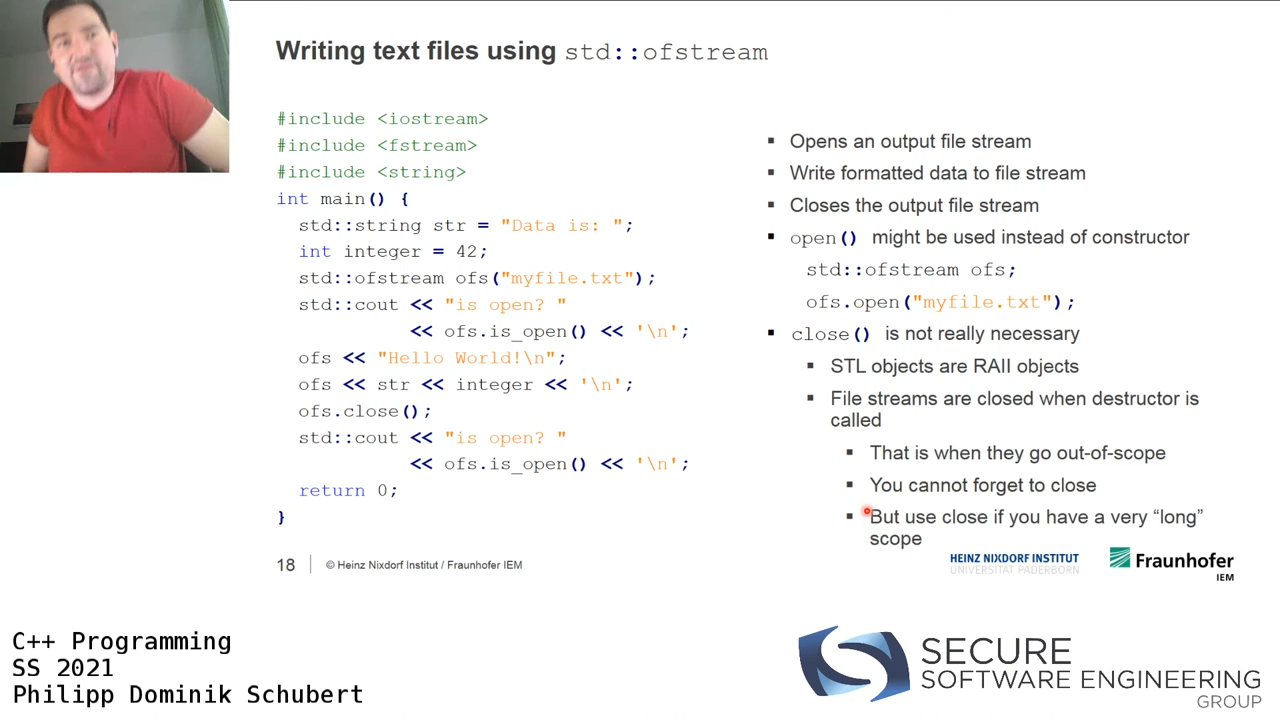 Writing text files using std::ofstream
#include <iostream>
#include <fstream>
#include <string>
int main() {
std::string str = "Data is: ";
int integer = 42;
std::ofstream ofs("myfile.txt");
std::cout << "is open? "
<< ofs.is_open() << '\n';
ofs << "Hello World!\n";
ofs << str << integer << '\n';
ofs.close();
std::cout << "is open? "
<< ofs.is_open() << '\n';
return 0;
}
▪ Opens an output file stream
▪ Write formatted data to file stream
▪ Closes the output file stream
▪ open() might be used instead of constructor
std::ofstream ofs;
ofs.open("myfile.txt");
▪ close() is not really necessary
▪ STL objects are RAII objects
▪ File streams are closed when destructor is
called
▪ That is when they go out-of-scope
▪ You cannot forget to close
▪ But use close if you have a very “long”
scope
18 © Heinz Nixdorf Institut / Fraunhofer IEM
HEINZ NIXDORF INSTITUT
UNIVERSITÄT PADERBORN
Fraunhofer
IEM
C++ Programming
SS 2021
Philipp Dominik Schubert
SECURE
SOFTWARE ENGINEERING
GROUP